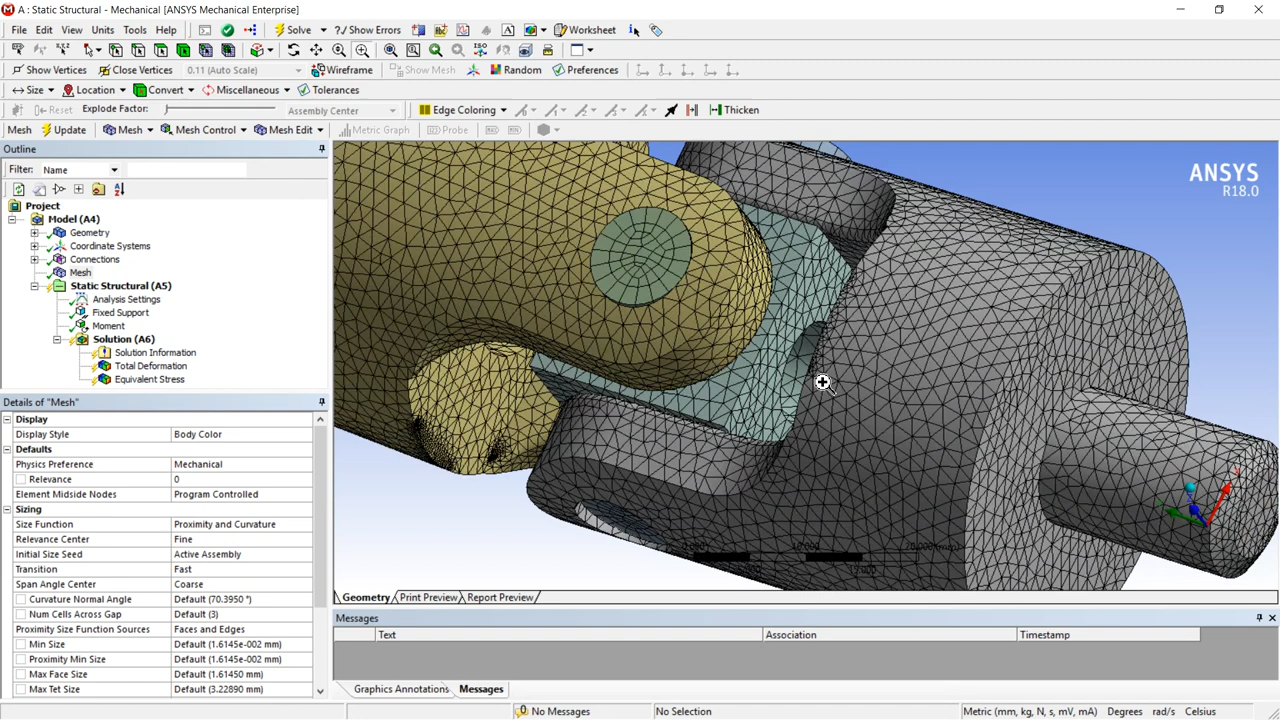 A : Static Structural - Mechanical [ANSYS Mechanical Enterprise]
File Edit View Units Tools Help Solve ?/ Show Errors Worksheet
Show Vertices Close Vertices 0.11 (Auto Scale) Wireframe Show Mesh Random Preferences
Size Location Convert Miscellaneous Tolerances
Reset Explode Factor: Assembly Center Edge Coloring Thicken
Mesh Update Mesh Mesh Control Mesh Edit Metric Graph Probe
Outline
Filter: Name
Project
Model (A4)
Geometry
Coordinate Systems
Connections
Mesh
Static Structural (A5)
Analysis Settings
Fixed Support
Moment
Solution (A6)
Solution Information
Total Deformation
Equivalent Stress
Details of "Mesh"
Display
Display Style Body Color
Defaults
Physics Preference Mechanical
Relevance 0
Element Midside Nodes Program Controlled
Sizing
Size Function Proximity and Curvature
Relevance Center Fine
Initial Size Seed Active Assembly
Transition Fast
Span Angle Center Coarse
Curvature Normal Angle Default (70.3950 °)
Num Cells Across Gap Default (3)
Proximity Size Function Sources Faces and Edges
Min Size Default (1.6145e-002 mm)
Proximity Min Size Default (1.6145e-002 mm)
Max Face Size Default (1.61450 mm)
Max Tet Size Default (3.22890 mm)
ANSYS
R18.0
Geometry Print Preview Report Preview
Messages
Text Association Timestamp
Graphics Annotations Messages
No Messages No Selection Metric (mm, kg, N, s, mV, mA) Degrees rad/s Celsius